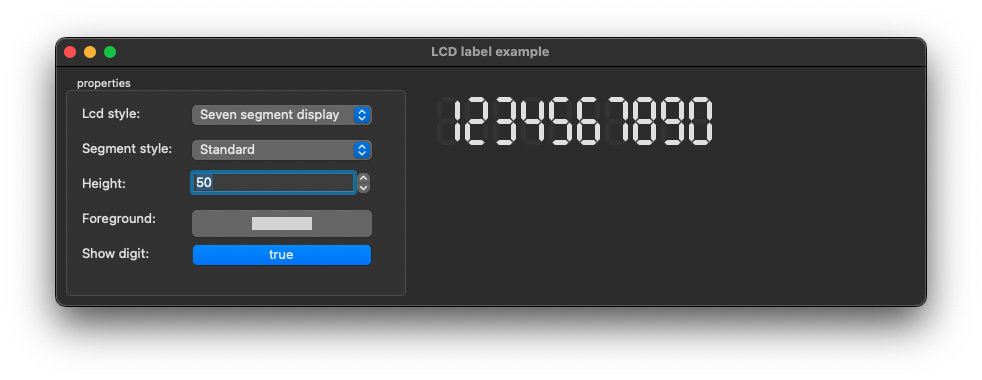 LCD label example
properties
Lcd style: Seven segment display
Segment style: Standard
Height: 50
Foreground:
Show digit: true
1234567890